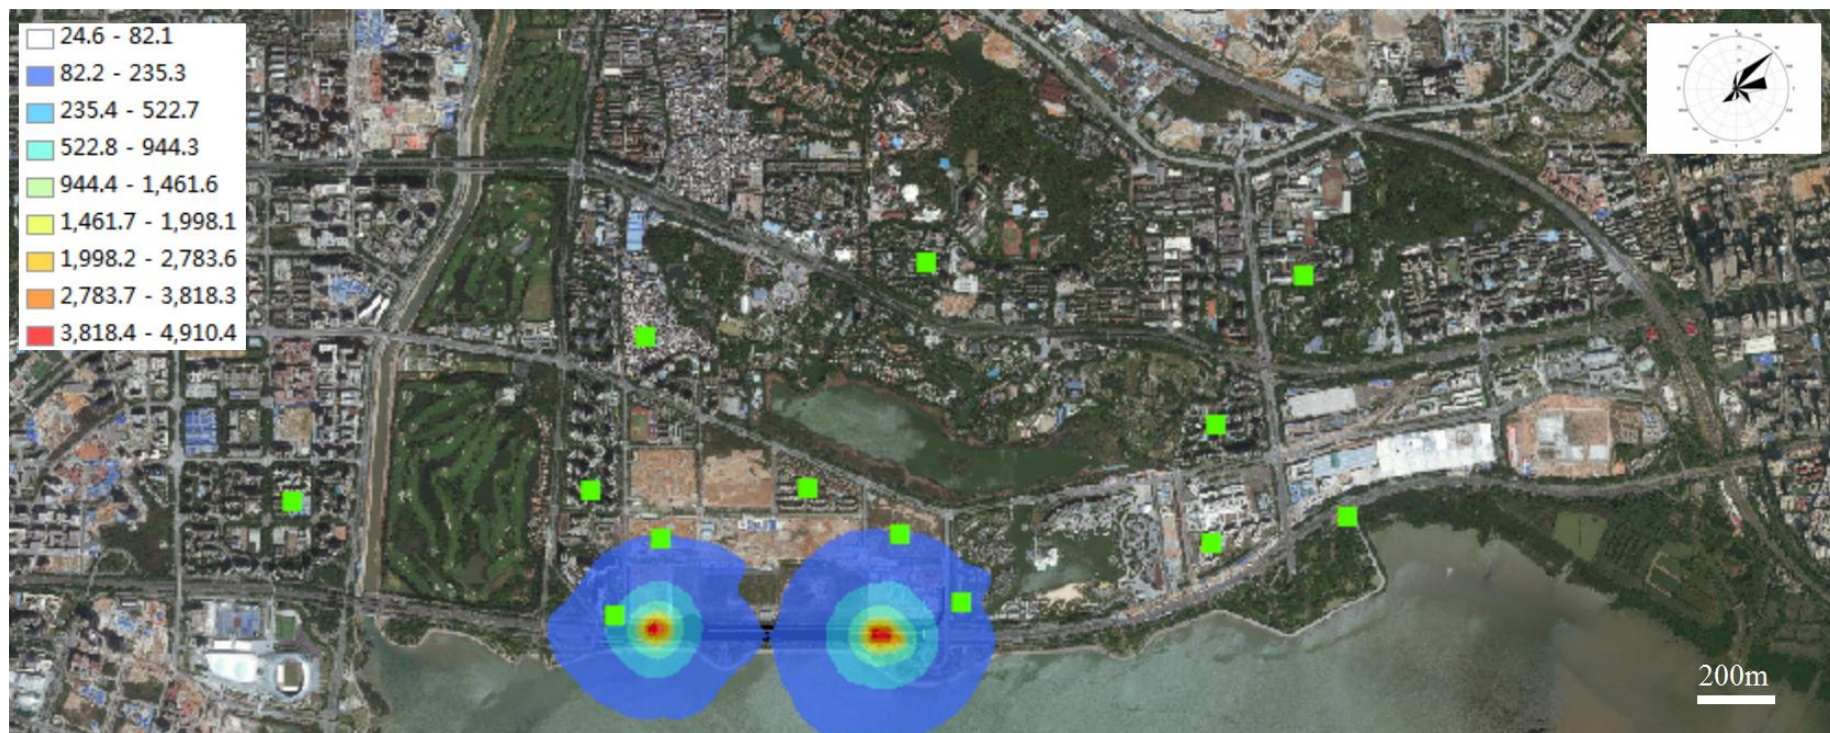 24.6 - 82.1
82.2 - 235.3
235.4 - 522.7
522.8 - 944.3
944.4 - 1,461.6
1,461.7 - 1,998.1
1,998.2 - 2,783.6
2,783.7 - 3,818.3
3,818.4 - 4,910.4
200m